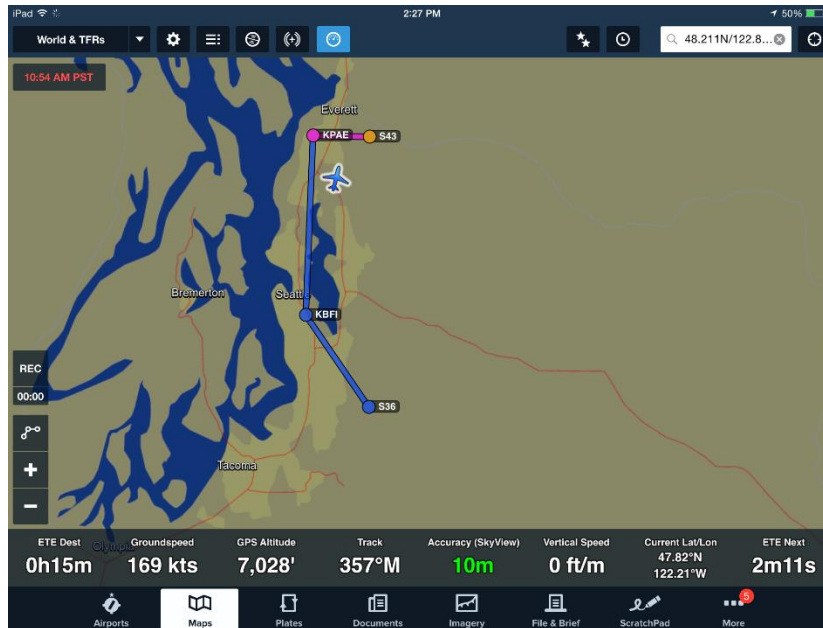 iPad
2:27 PM
50%
World & TFRs
48.211N/122.8...
10:54 AM PST
Everett
KPAE
S43
Bremerton
Seattl
KBFI
REC
00:00
S36
Tacoma
Olympia
ETE Dest
0h15m
Groundspeed
169 kts
GPS Altitude
7,028'
Track
357°M
Accuracy (SkyView)
10m
Vertical Speed
0 ft/m
Current Lat/Lon
47.82°N
122.21°W
ETE Next
2m11s
Airports
Maps
Plates
Documents
Imagery
File & Brief
ScratchPad
5
More